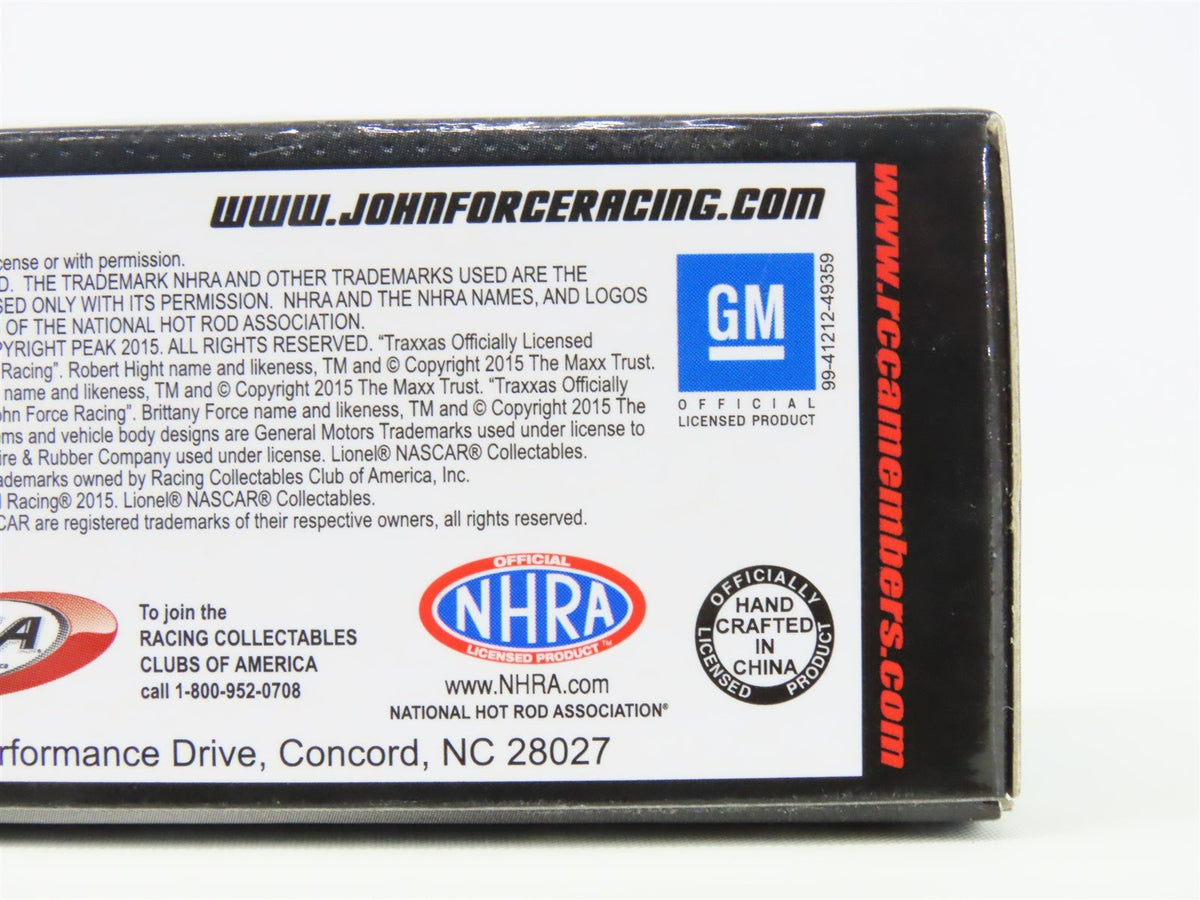 WWW.JOHNFORCERACING.COM
cense or with permission.
D. THE TRADEMARK NHRA AND OTHER TRADEMARKS USED ARE THE
SED ONLY WITH ITS PERMISSION. NHRA AND THE NHRA NAMES, AND LOGOS
OF THE NATIONAL HOT ROD ASSOCIATION.
PYRIGHT PEAK 2015. ALL RIGHTS RESERVED. “Traxxas Officially Licensed
Racing”. Robert Hight name and likeness, TM and © Copyright 2015 The Maxx Trust.
name and likeness, TM and © Copyright 2015 The Maxx Trust. “Traxxas Officially
ohn Force Racing”. Brittany Force name and likeness, TM and © Copyright 2015 The
ms and vehicle body designs are General Motors Trademarks used under license to
ire & Rubber Company used under license. Lionel® NASCAR® Collectables.
ademarks owned by Racing Collectables Club of America, Inc.
l Racing® 2015. Lionel® NASCAR® Collectables.
CAR are registered trademarks of their respective owners, all rights reserved.
GM
OFFICIAL
LICENSED PRODUCT
99-41212-49359
www.rccamembers.com
A
To join the
RACING COLLECTABLES
CLUBS OF AMERICA
call 1-800-952-0708
OFFICIAL
NHRA
LICENSED PRODUCT™
www.NHRA.com
NATIONAL HOT ROD ASSOCIATION®
OFFICIALLY
LICENSED PRODUCT
HAND
CRAFTED
IN
CHINA
rformance Drive, Concord, NC 28027